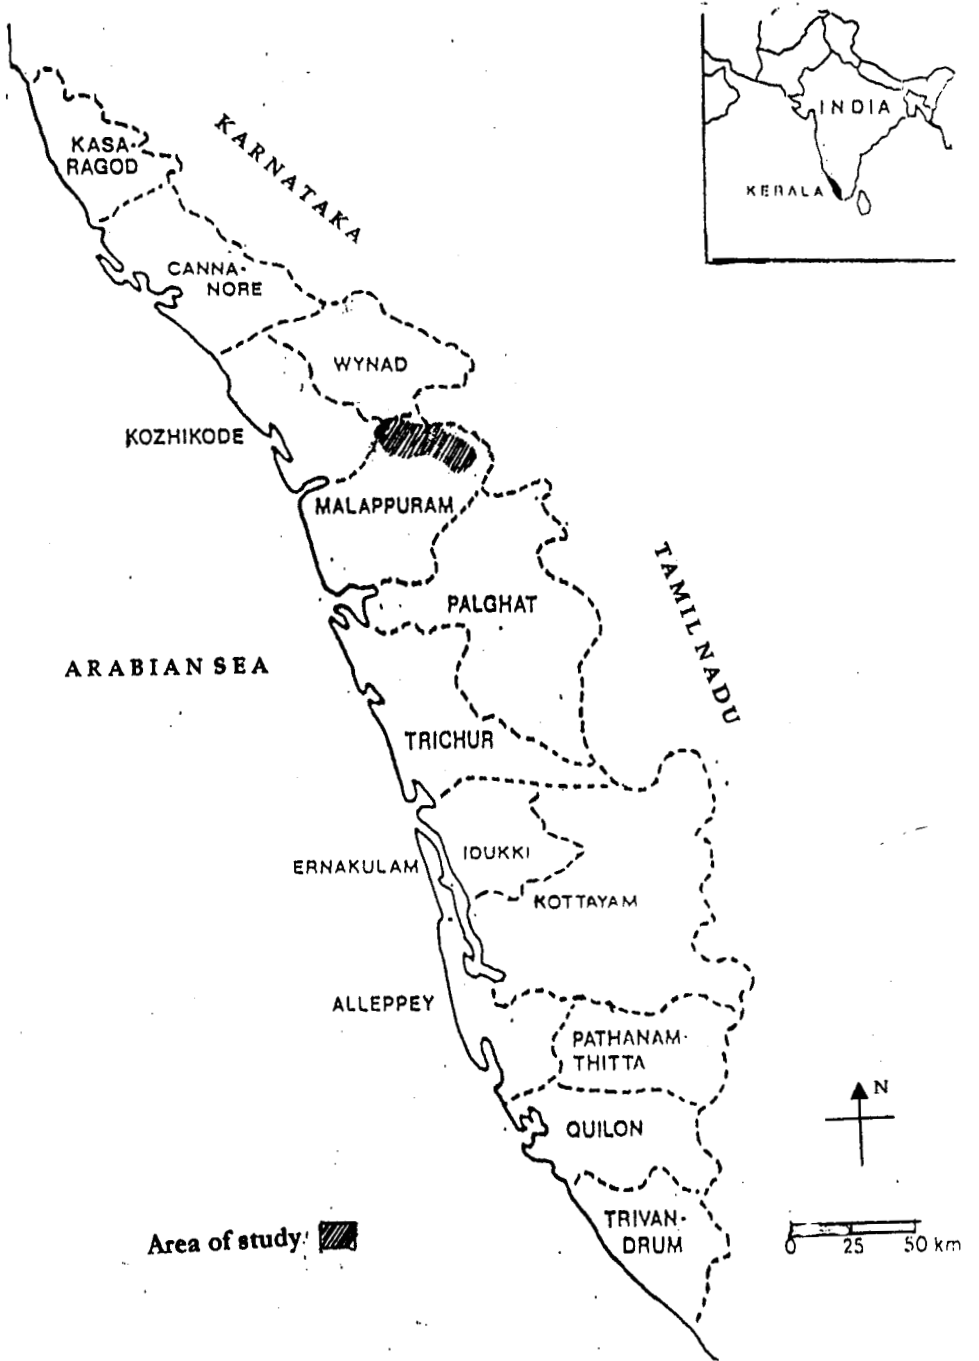 INDIA
KERALA
KARNATAKA
KASA-
RAGOD
CANNA-
NORE
WYNAD
KOZHIKODE
MALAPPURAM
PALGHAT
TAMIL NADU
ARABIAN SEA
TRICHUR
ERNAKULAM
IDUKKI
KOTTAYAM
ALLEPPEY
PATHANAM-
THITTA
N
QUILON
TRIVAN-
DRUM
Area of study:
0 25 50 km